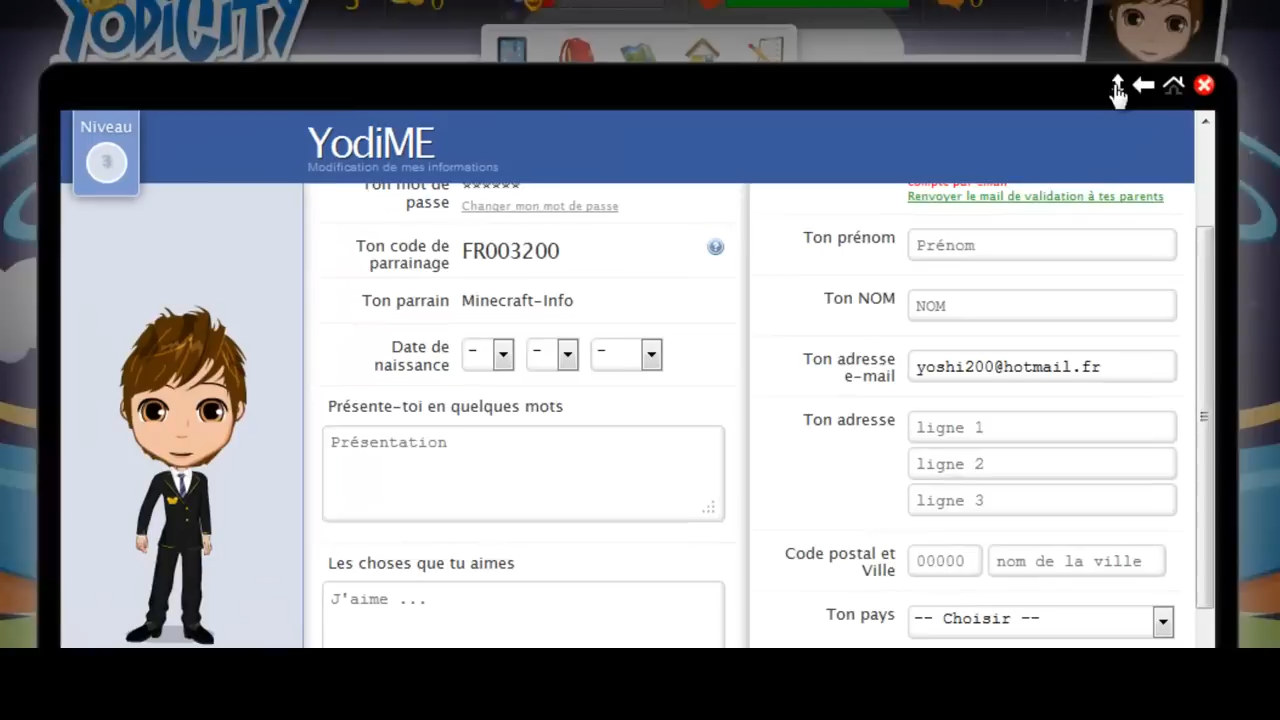 YODICITY
Niveau
3
YodiME
Modification de mes informations
Ton mot de
passe
******
Changer mon mot de passe
Ton code de
parrainage
FR003200
Ton parrain
Minecraft-Info
Date de
naissance
-
-
-
Présente-toi en quelques mots
Présentation
Les choses que tu aimes
J'aime ...
compte par email
Renvoyer le mail de validation à tes parents
Ton prénom
Prénom
Ton NOM
NOM
Ton adresse
e-mail
yoshi200@hotmail.fr
Ton adresse
ligne 1
ligne 2
ligne 3
Code postal et
Ville
00000
nom de la ville
Ton pays
-- Choisir --